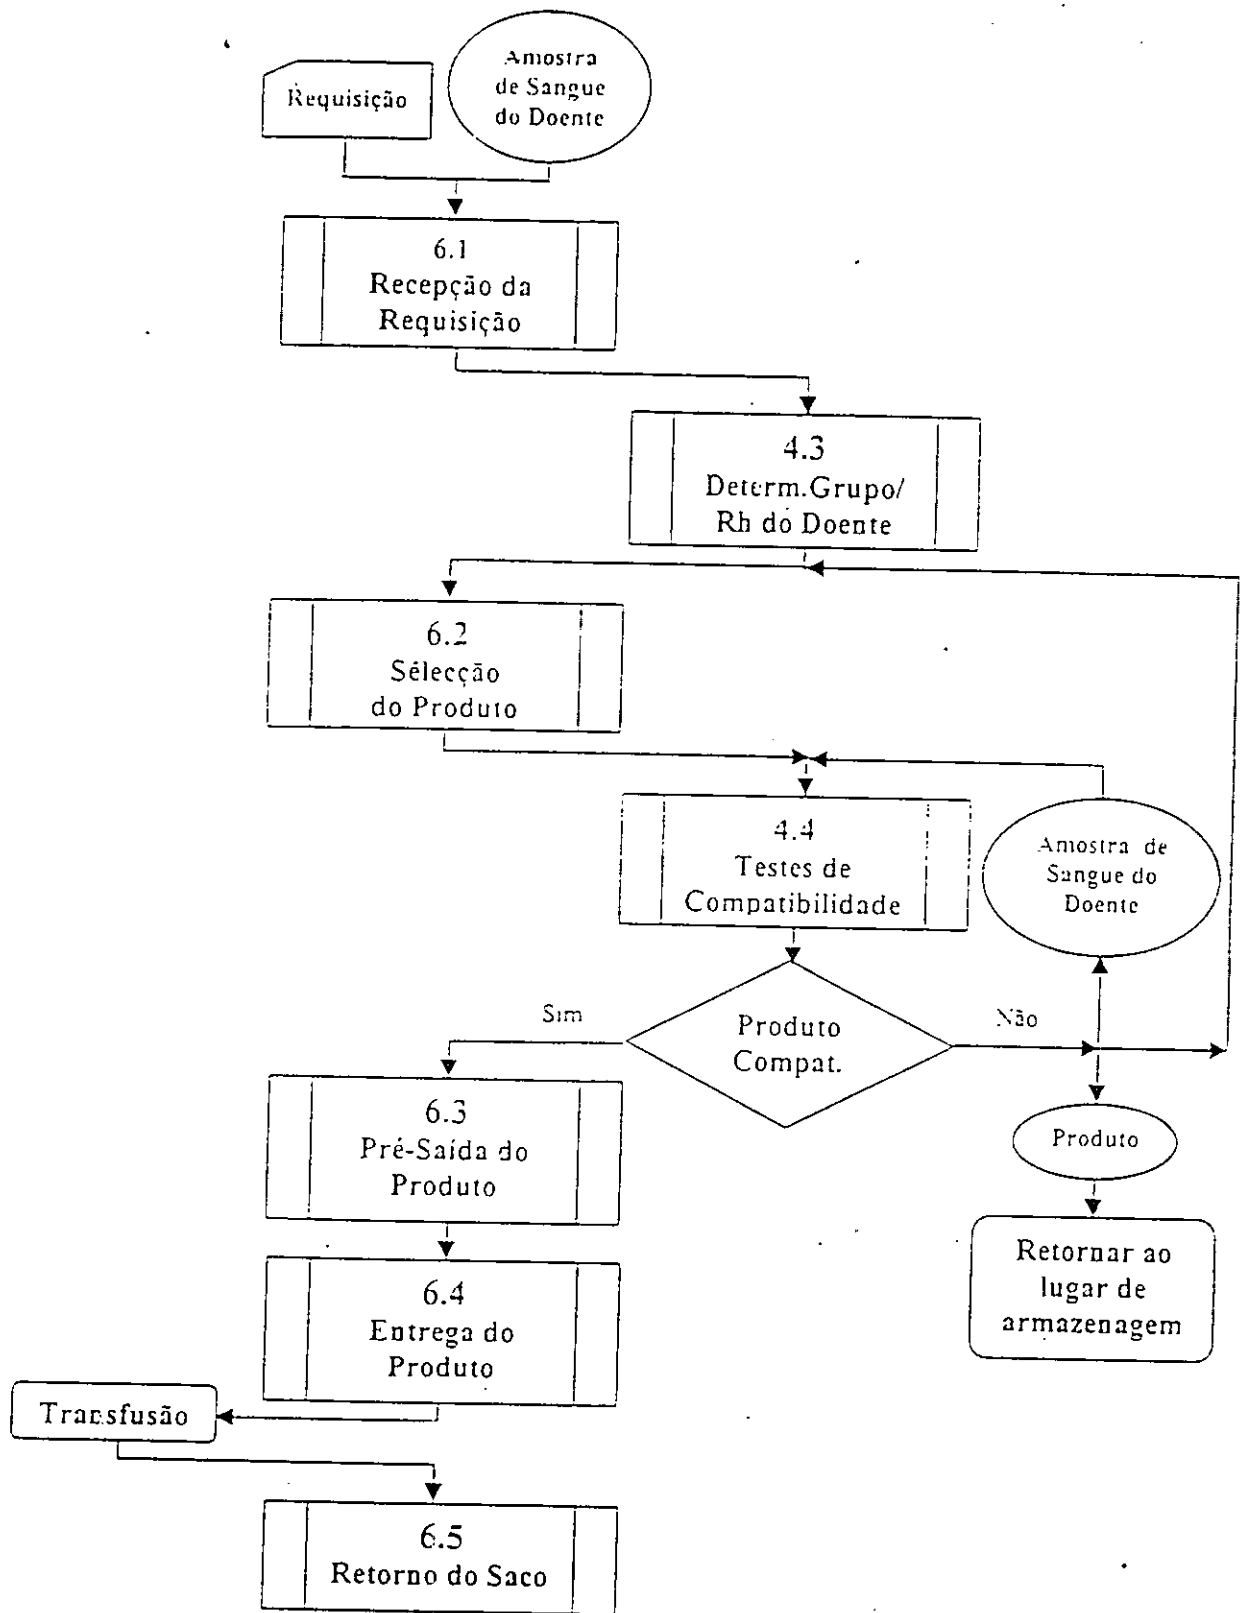 Requisição
Amostra
de Sangue
do Doente
6.1
Recepção da
Requisição
4.3
Determ.Grupo/
Rh do Doente
6.2
Sélecção
do Produto
4.4
Testes de
Compatibilidade
Amostra de
Sangue do
Doente
Sim
Produto
Compat.
Não
6.3
Pré-Saída do
Produto
Produto
Retornar ao
lugar de
armazenagem
6.4
Entrega do
Produto
Transfusão
6.5
Retorno do Saco